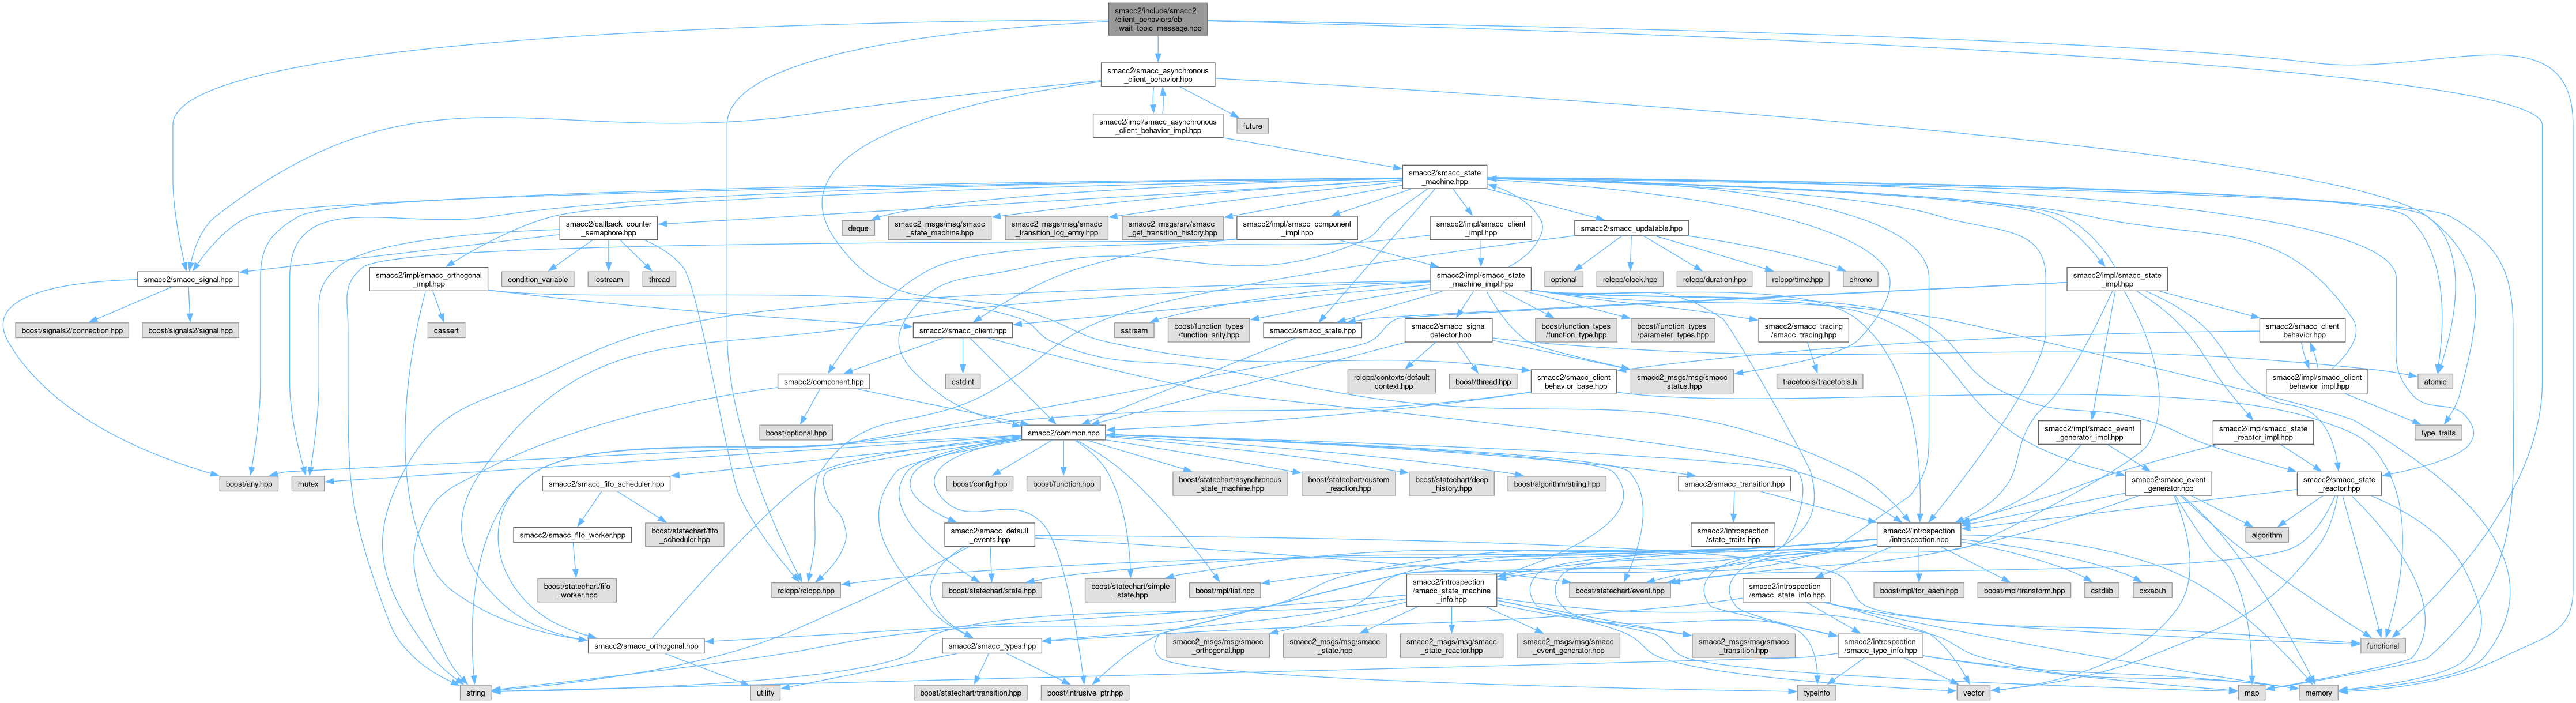 smacc2/include/smacc2
/client_behaviors/cb
_wait_topic_message.hpp
smacc2/smacc_asynchronous
_client_behavior.hpp
smacc2/impl/smacc_asynchronous
_client_behavior_impl.hpp
future
smacc2/smacc_state
_machine.hpp
smacc2/callback_counter
_semaphore.hpp
deque
smacc2_msgs/msg/smacc
_state_machine.hpp
smacc2_msgs/msg/smacc
_transition_log_entry.hpp
smacc2_msgs/srv/smacc
_get_transition_history.hpp
smacc2/impl/smacc_component
_impl.hpp
smacc2/impl/smacc_client
_impl.hpp
smacc2/smacc_updatable.hpp
smacc2/smacc_signal.hpp
smacc2/impl/smacc_orthogonal
_impl.hpp
condition_variable
iostream
thread
smacc2/impl/smacc_state
_machine_impl.hpp
optional
rclcpp/clock.hpp
rclcpp/duration.hpp
rclcpp/time.hpp
chrono
smacc2/impl/smacc_state
_impl.hpp
boost/signals2/connection.hpp
boost/signals2/signal.hpp
cassert
smacc2/smacc_client.hpp
sstream
boost/function_types
/function_arity.hpp
smacc2/smacc_state.hpp
smacc2/smacc_signal
_detector.hpp
boost/function_types
/function_type.hpp
boost/function_types
/parameter_types.hpp
smacc2/smacc_tracing
/smacc_tracing.hpp
smacc2/smacc_client
_behavior.hpp
smacc2/component.hpp
cstdint
rclcpp/contexts/default
_context.hpp
boost/thread.hpp
smacc2/smacc_client
_behavior_base.hpp
smacc2_msgs/msg/smacc
_status.hpp
tracetools/tracetools.h
smacc2/impl/smacc_client
_behavior_impl.hpp
atomic
boost/optional.hpp
smacc2/common.hpp
smacc2/impl/smacc_event
_generator_impl.hpp
smacc2/impl/smacc_state
_reactor_impl.hpp
type_traits
boost/any.hpp
mutex
smacc2/smacc_fifo_scheduler.hpp
boost/config.hpp
boost/function.hpp
boost/statechart/asynchronous
_state_machine.hpp
boost/statechart/custom
_reaction.hpp
boost/statechart/deep
_history.hpp
boost/algorithm/string.hpp
smacc2/smacc_transition.hpp
smacc2/smacc_event
_generator.hpp
smacc2/smacc_state
_reactor.hpp
smacc2/smacc_fifo_worker.hpp
boost/statechart/fifo
_scheduler.hpp
smacc2/smacc_default
_events.hpp
smacc2/introspection
/state_traits.hpp
smacc2/introspection
/introspection.hpp
algorithm
boost/statechart/fifo
_worker.hpp
rclcpp/rclcpp.hpp
boost/statechart/state.hpp
boost/statechart/simple
_state.hpp
boost/mpl/list.hpp
smacc2/introspection
/smacc_state_machine
_info.hpp
boost/statechart/event.hpp
smacc2/introspection
/smacc_state_info.hpp
boost/mpl/for_each.hpp
boost/mpl/transform.hpp
cstdlib
cxxabi.h
smacc2/smacc_orthogonal.hpp
smacc2/smacc_types.hpp
smacc2_msgs/msg/smacc
_orthogonal.hpp
smacc2_msgs/msg/smacc
_state.hpp
smacc2_msgs/msg/smacc
_state_reactor.hpp
smacc2_msgs/msg/smacc
_event_generator.hpp
smacc2_msgs/msg/smacc
_transition.hpp
smacc2/introspection
/smacc_type_info.hpp
functional
string
utility
boost/statechart/transition.hpp
boost/intrusive_ptr.hpp
typeinfo
vector
map
memory